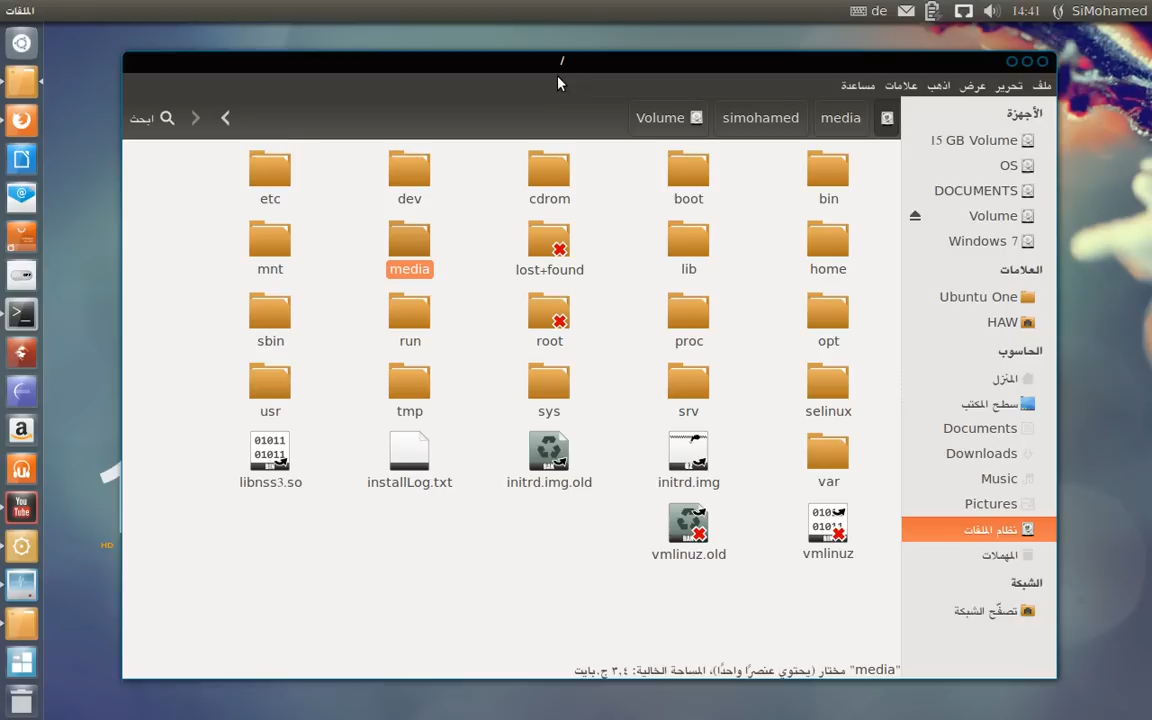 الملفات
de
14:41
SiMohamed
/
ملف
تحرير
عرض
اذهب
علامات
مساعدة
media
simohamed
Volume
ابحث
الأجهزة
15 GB Volume
OS
DOCUMENTS
Volume
Windows 7
العلامات
Ubuntu One
HAW
الحاسوب
المنزل
سطح المكتب
Documents
Downloads
Music
Pictures
نظام الملفات
المهملات
الشبكة
تصفّح الشبكة
bin
boot
cdrom
dev
etc
home
lib
lost+found
media
mnt
opt
proc
root
run
sbin
selinux
srv
sys
tmp
usr
var
initrd.img
initrd.img.old
installLog.txt
libnss3.so
vmlinuz
vmlinuz.old
"media" مختار (يحتوي عنصرًا واحدًا)، المساحة الخالية: ٣,٤ ج.بايت
You
Tube
HD